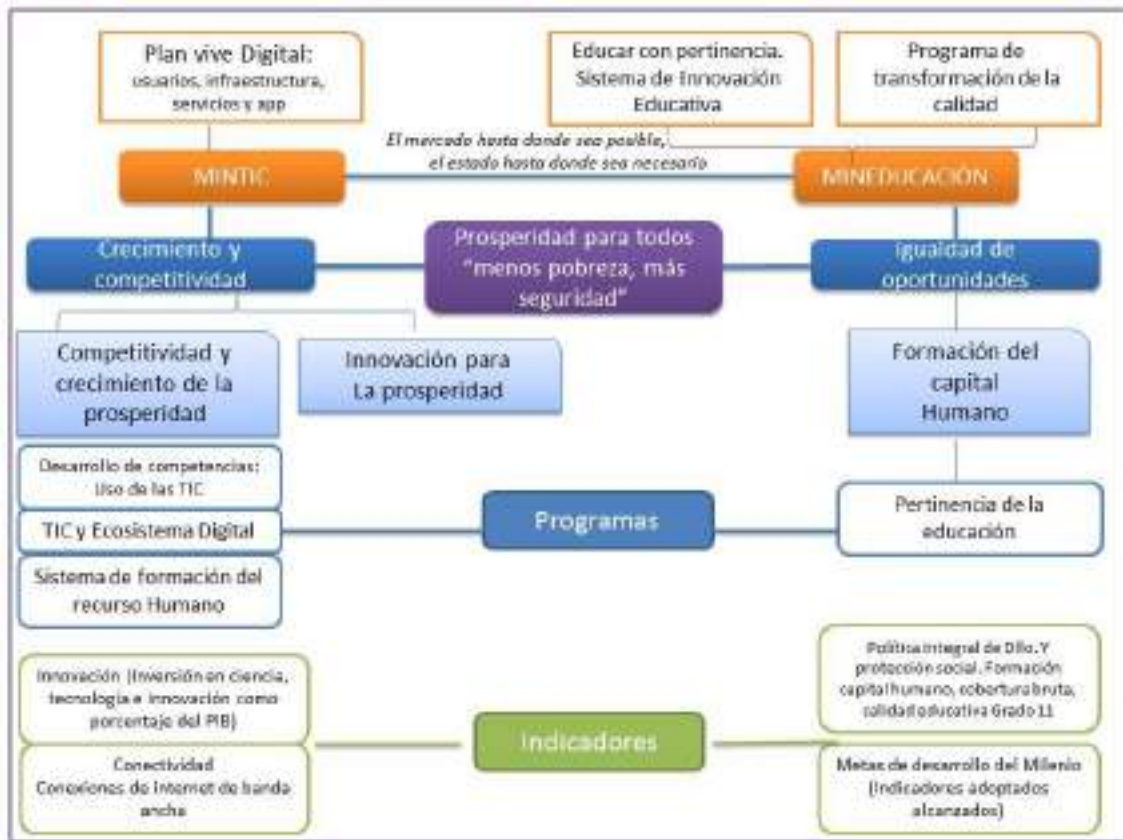 Plan vive Digital:
usuarios, infraestructura,
servicios y app
Educar con pertinencia.
Sistema de Innovación
Educativa
Programa de
transformación de la
calidad
El mercado hasta donde sea posible,
el estado hasta donde sea necesario
MINTIC
MINEDUCACIÓN
Crecimiento y
competitividad
Prosperidad para todos
"menos pobreza, más
seguridad"
Igualdad de
oportunidades
Competitividad y
crecimiento de la
prosperidad
Innovación para
La prosperidad
Formación del
capital
Humano
Desarrollo de competencias:
Uso de las TIC
TIC y Ecosistema Digital
Sistema de formación del
recurso Humano
Programas
Pertinencia de la
educación
Innovación (Inversión en ciencia,
tecnología e innovación como
porcentaje del PIB)
Conectividad
Conexiones de internet de banda
ancha
Indicadores
Política integral de Dllo. Y
protección social. Formación
capital humano, cobertura bruta,
calidad educativa Grado 11
Metas de desarrollo del Milenio
(Indicadores adoptados
alcanzados)